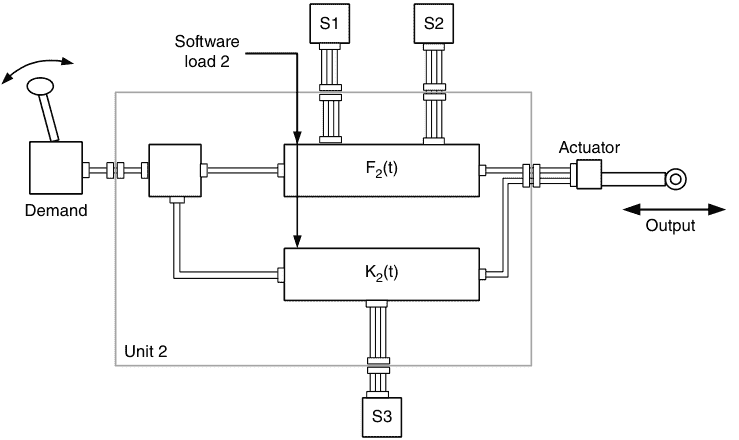 S1
S2
Software
load 2
Actuator
F₂(t)
Demand
Output
K₂(t)
Unit 2
S3